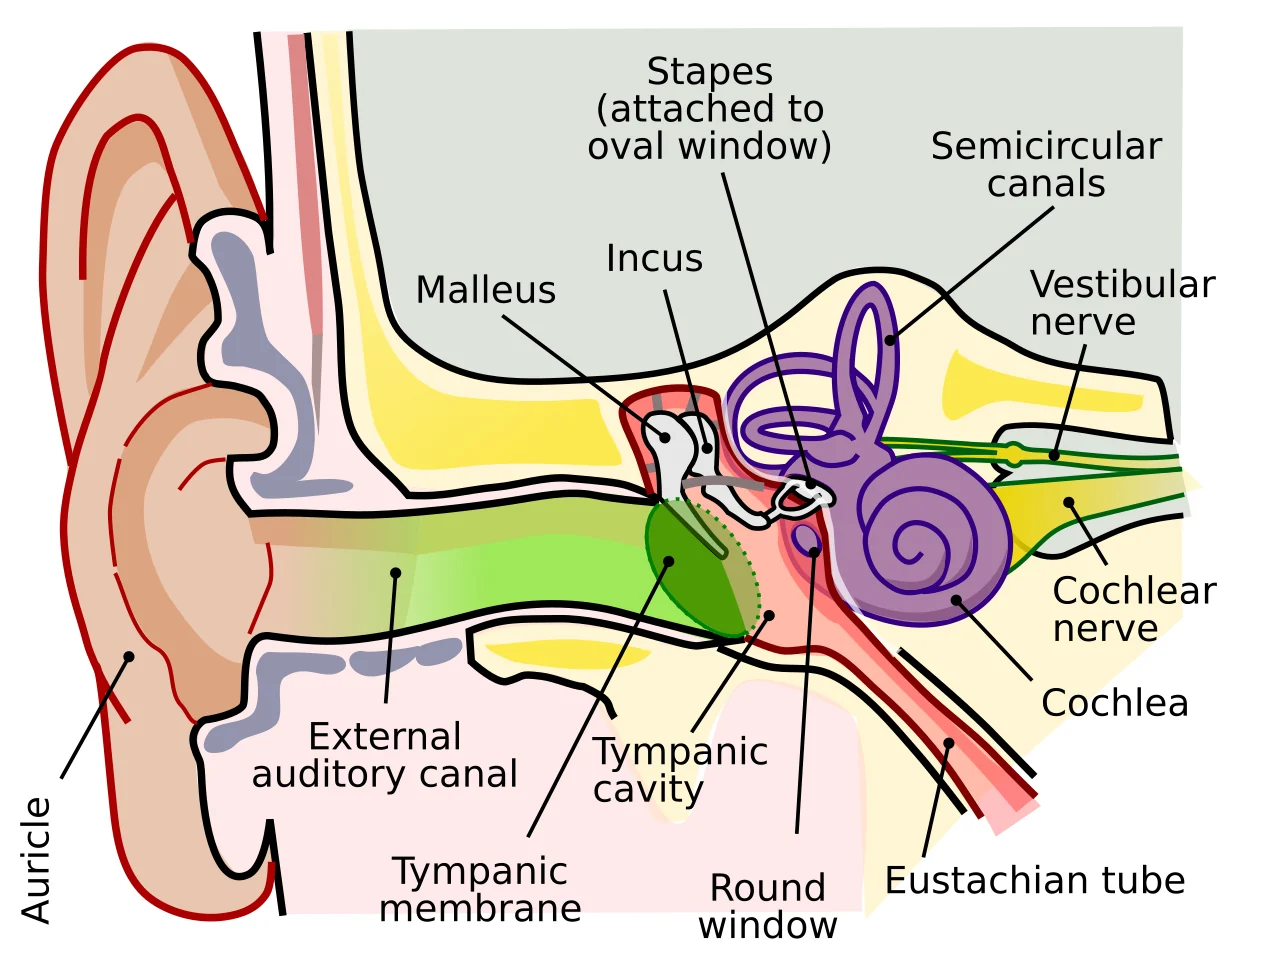 Stapes
(attached to
oval window)
Semicircular
canals
Incus
Malleus
Vestibular
nerve
Cochlear
nerve
Cochlea
External
auditory canal
Tympanic
cavity
Auricle
Tympanic
membrane
Round
window
Eustachian tube